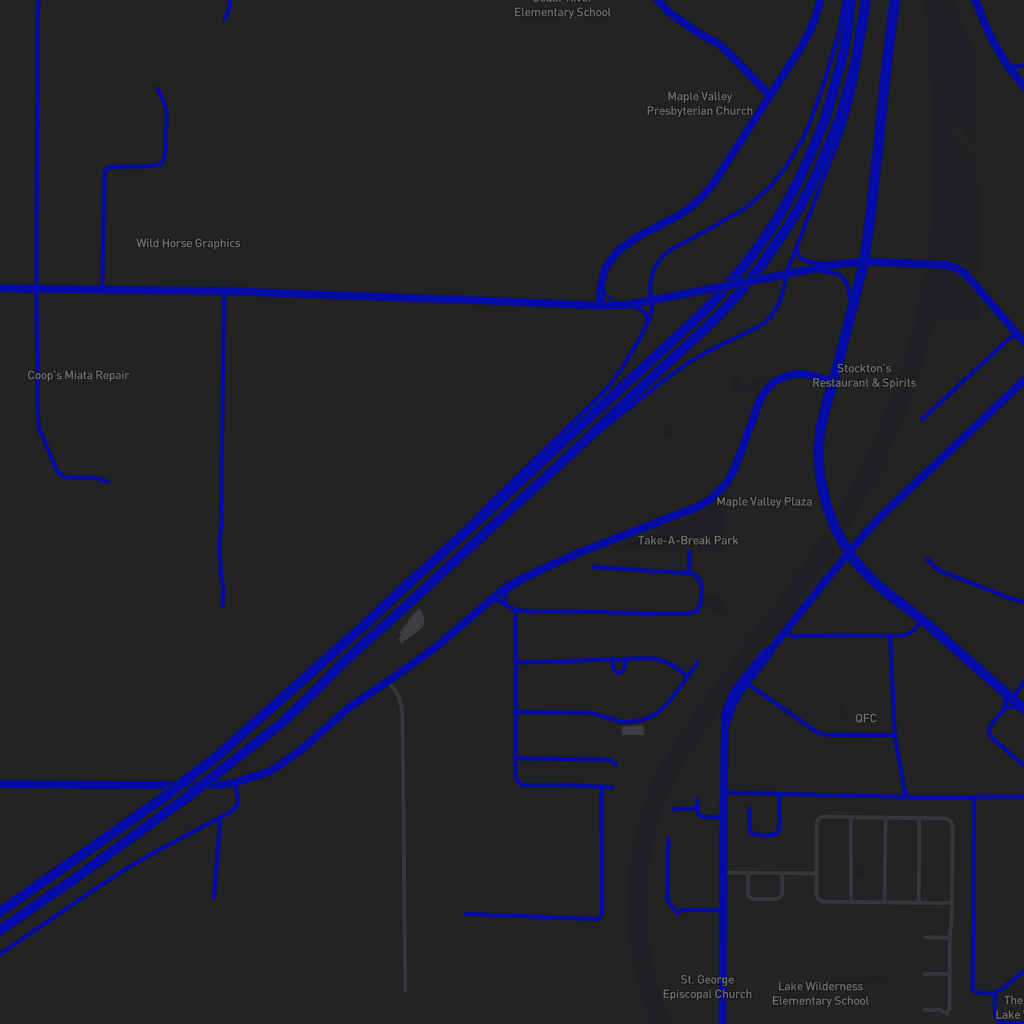 Elementary School
Maple Valley
Presbyterian Church
Wild Horse Graphics
Coop's Miata Repair
Stockton's
Restaurant & Spirits
Maple Valley Plaza
Take-A-Break Park
QFC
St. George
Episcopal Church
Lake Wilderness
Elementary School
The
Lake